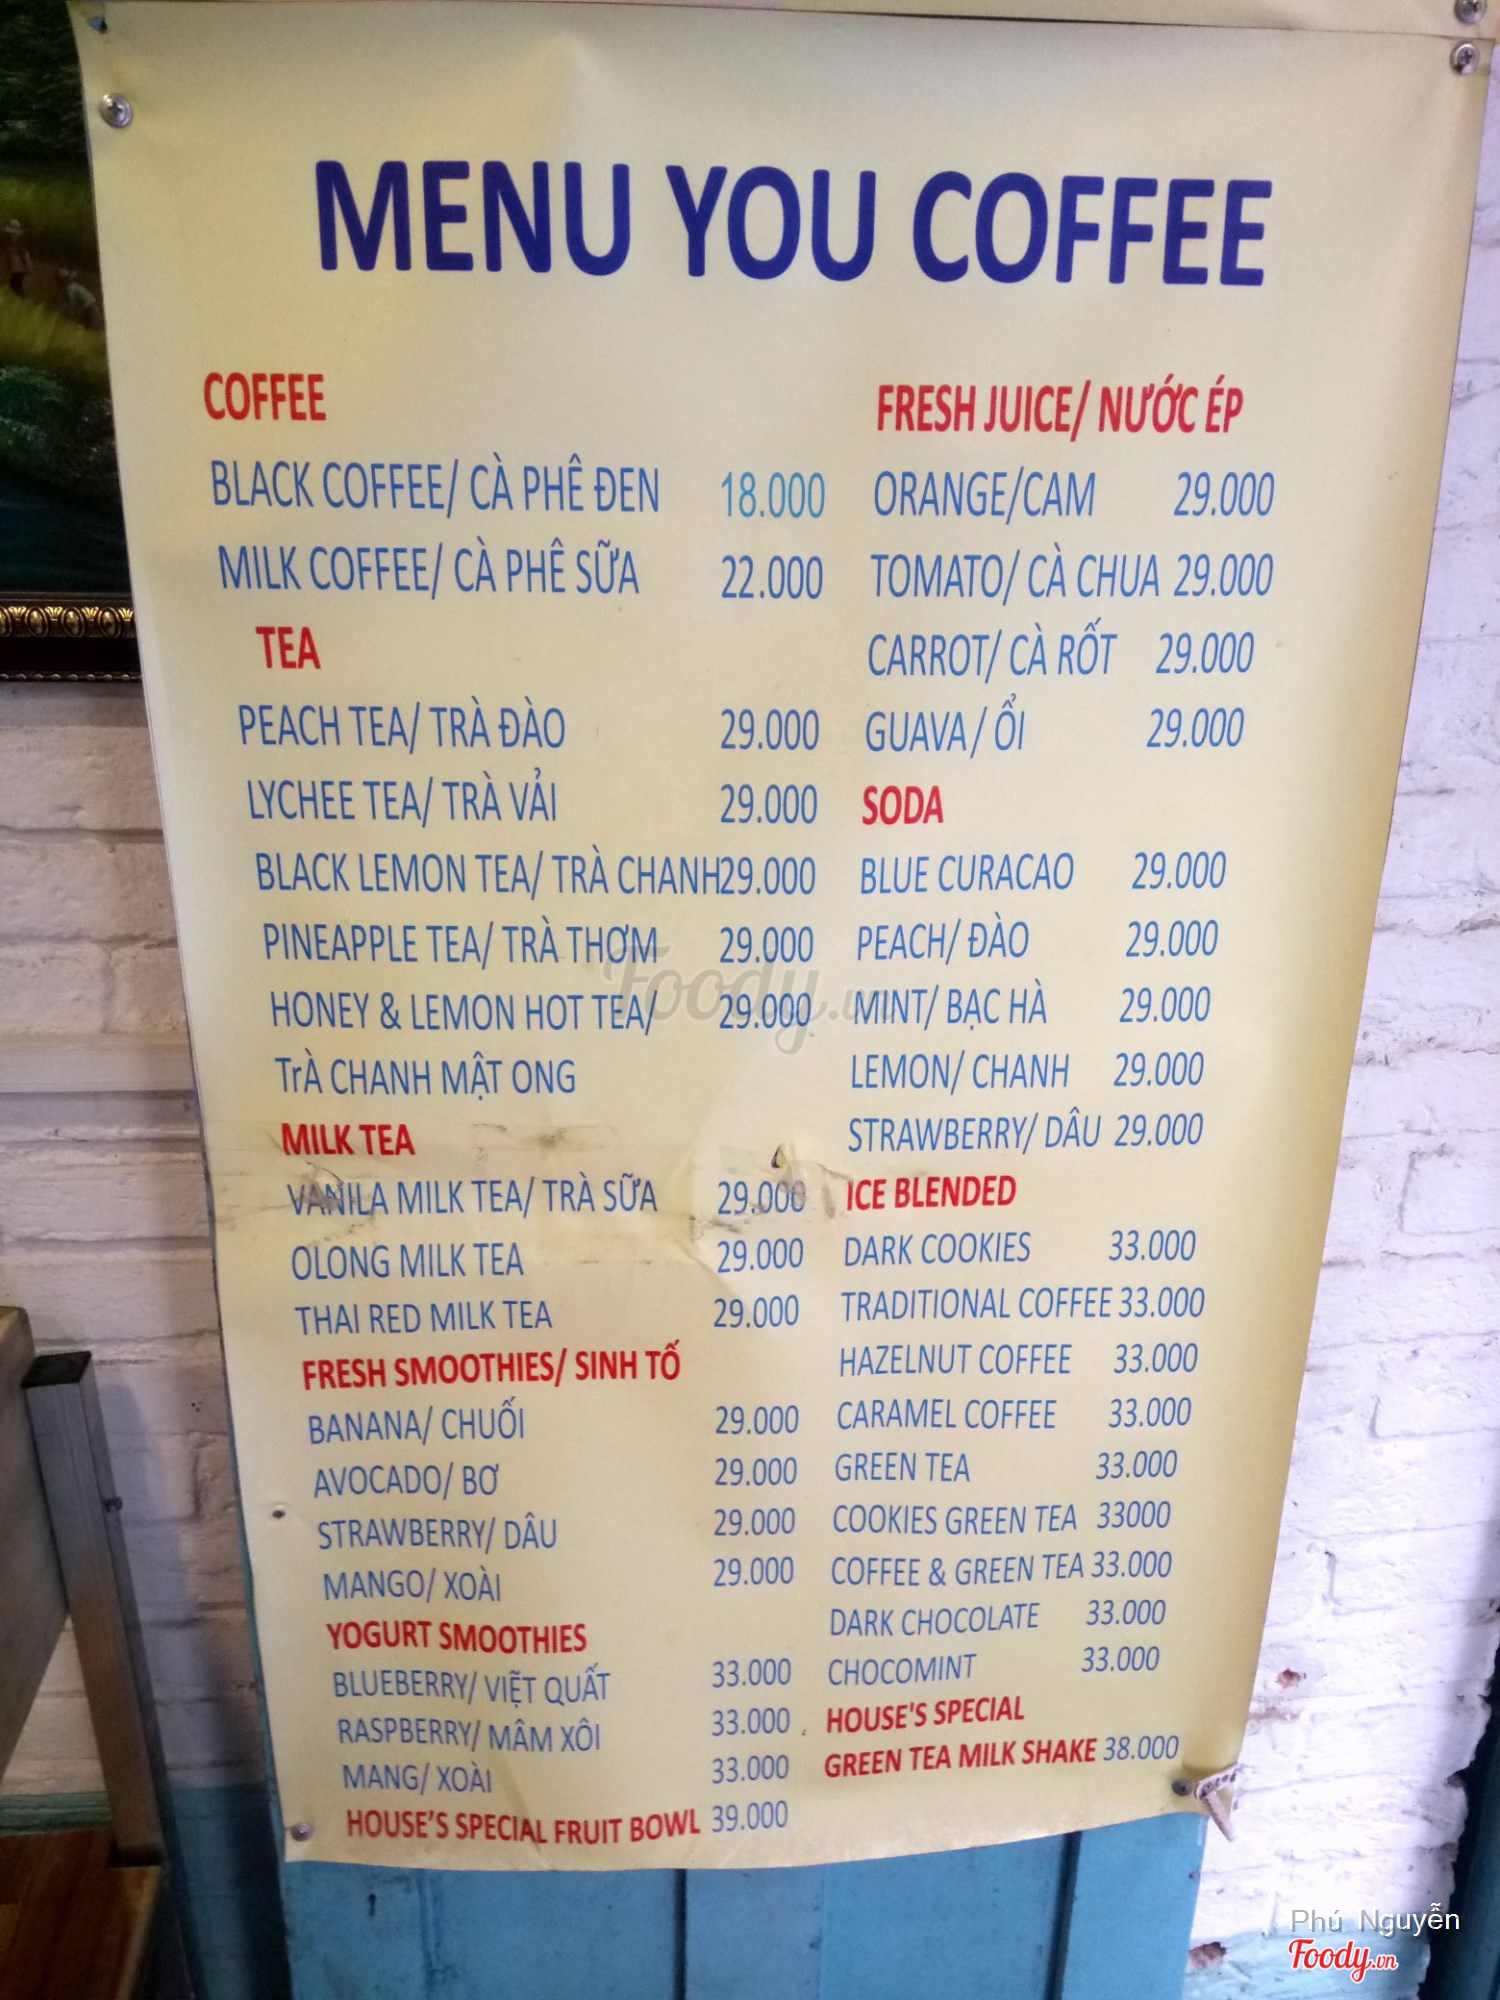 MENU YOU COFFEE
COFFEE
BLACK COFFEE/ CÀ PHÊ ĐEN 18.000
MILK COFFEE/ CÀ PHÊ SỮA 22.000
TEA
PEACH TEA/ TRÀ ĐÀO 29.000
LYCHEE TEA/ TRÀ VẢI 29.000
BLACK LEMON TEA/ TRÀ CHANH 29.000
PINEAPPLE TEA/ TRÀ THƠM 29.000
HONEY & LEMON HOT TEA/ 29.000
TrÀ CHANH MẬT ONG
MILK TEA
VANILA MILK TEA/ TRÀ SỮA 29.000
OLONG MILK TEA 29.000
THAI RED MILK TEA 29.000
FRESH SMOOTHIES/ SINH TỐ
BANANA/ CHUỐI 29.000
AVOCADO/ BƠ 29.000
STRAWBERRY/ DÂU 29.000
MANGO/ XOÀI 29.000
YOGURT SMOOTHIES
BLUEBERRY/ VIỆT QUẤT 33.000
RASPBERRY/ MÂM XÔI 33.000
MANG/ XOÀI 33.000
HOUSE'S SPECIAL FRUIT BOWL 39.000
FRESH JUICE/ NƯỚC ÉP
ORANGE/CAM 29.000
TOMATO/ CÀ CHUA 29.000
CARROT/ CÀ RỐT 29.000
GUAVA/ ỔI 29.000
SODA
BLUE CURACAO 29.000
PEACH/ ĐÀO 29.000
MINT/ BẠC HÀ 29.000
LEMON/ CHANH 29.000
STRAWBERRY/ DÂU 29.000
ICE BLENDED
DARK COOKIES 33.000
TRADITIONAL COFFEE 33.000
HAZELNUT COFFEE 33.000
CARAMEL COFFEE 33.000
GREEN TEA 33.000
COOKIES GREEN TEA 33000
COFFEE & GREEN TEA 33.000
DARK CHOCOLATE 33.000
CHOCOMINT 33.000
HOUSE'S SPECIAL
GREEN TEA MILK SHAKE 38.000
Foody.vn
Phú Nguyễn
Foody.vn